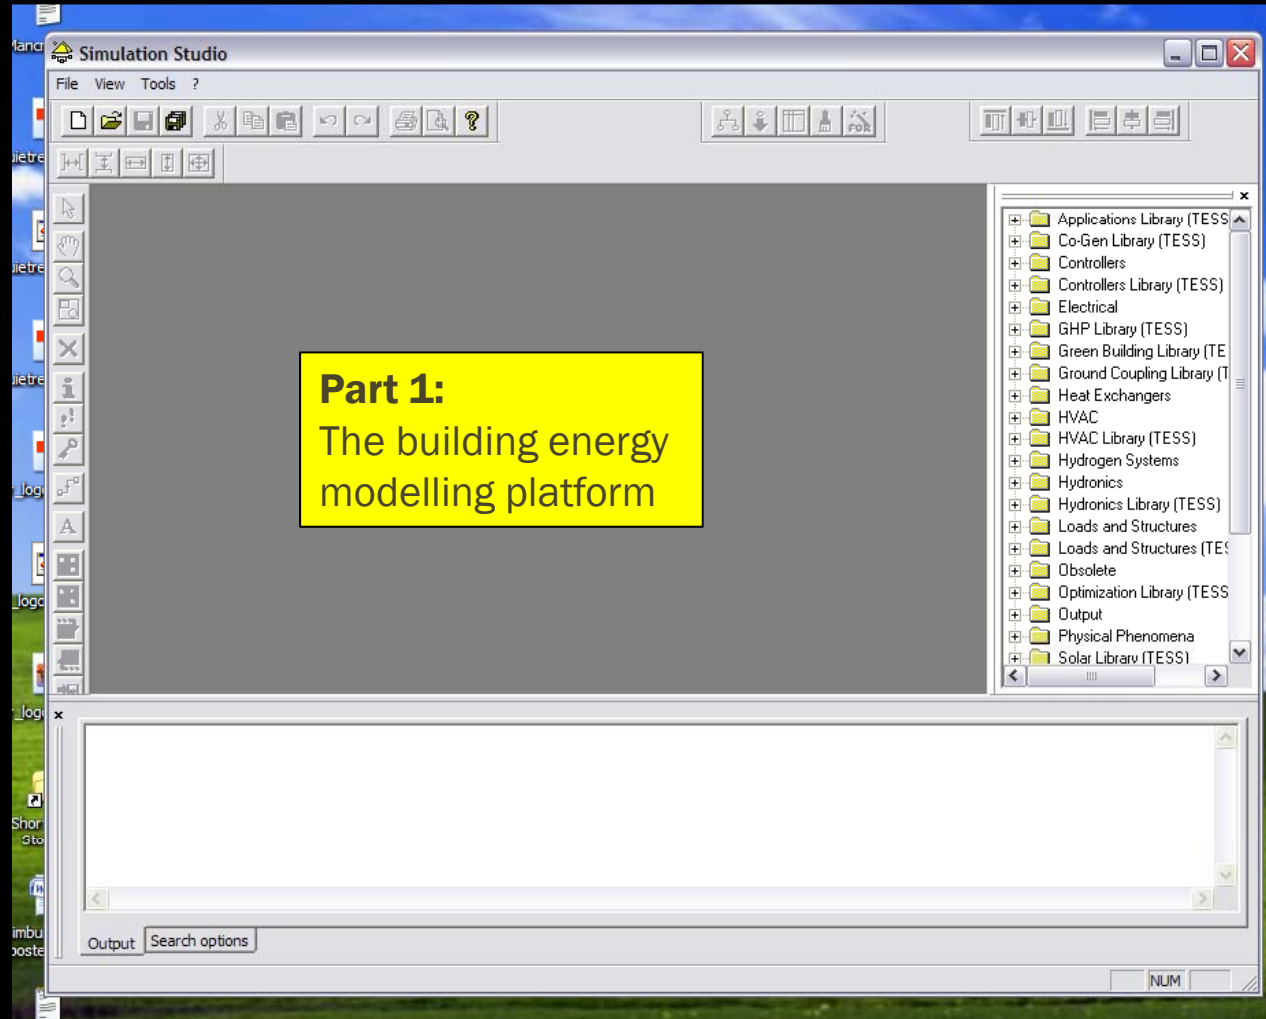 Simulation Studio
File View Tools ?
Applications Library (TESS
Co-Gen Library (TESS)
Controllers
Controllers Library (TESS)
Electrical
GHP Library (TESS)
Green Building Library (TE
Ground Coupling Library (T
Heat Exchangers
HVAC
HVAC Library (TESS)
Hydrogen Systems
Hydronics
Hydronics Library (TESS)
Loads and Structures
Loads and Structures (TES
Obsolete
Optimization Library (TESS
Output
Physical Phenomena
Solar Library (TESS)
Part 1:
The building energy
modelling platform
Output Search options
NUM